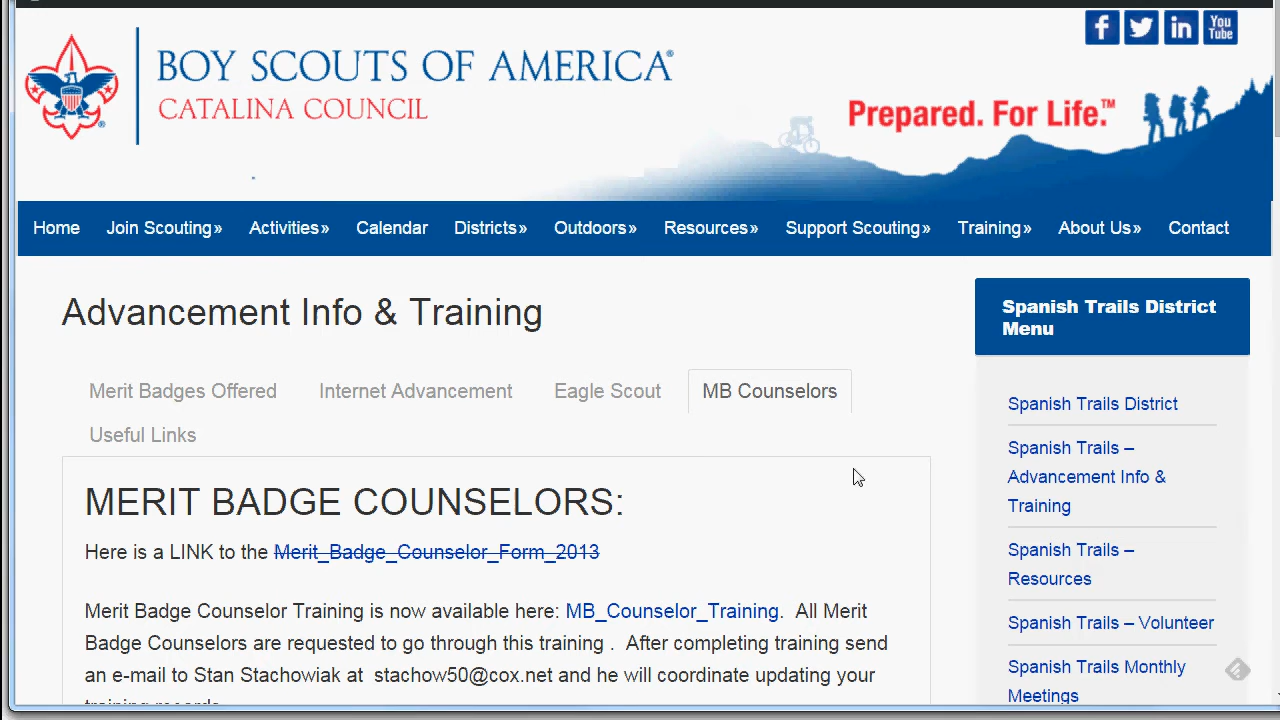 BOY SCOUTS OF AMERICA®
CATALINA COUNCIL
You
Tube
Prepared. For Life.™
Home Join Scouting» Activities» Calendar Districts» Outdoors» Resources» Support Scouting» Training» About Us» Contact
Advancement Info & Training
Merit Badges Offered Internet Advancement Eagle Scout MB Counselors
Useful Links
MERIT BADGE COUNSELORS:
Here is a LINK to the Merit_Badge_Counselor_Form_2013
Merit Badge Counselor Training is now available here: MB_Counselor_Training. All Merit
Badge Counselors are requested to go through this training . After completing training send
an e-mail to Stan Stachowiak at stachow50@cox.net and he will coordinate updating your
training records
Spanish Trails District
Menu
Spanish Trails District
Spanish Trails –
Advancement Info &
Training
Spanish Trails –
Resources
Spanish Trails – Volunteer
Spanish Trails Monthly
Meetings